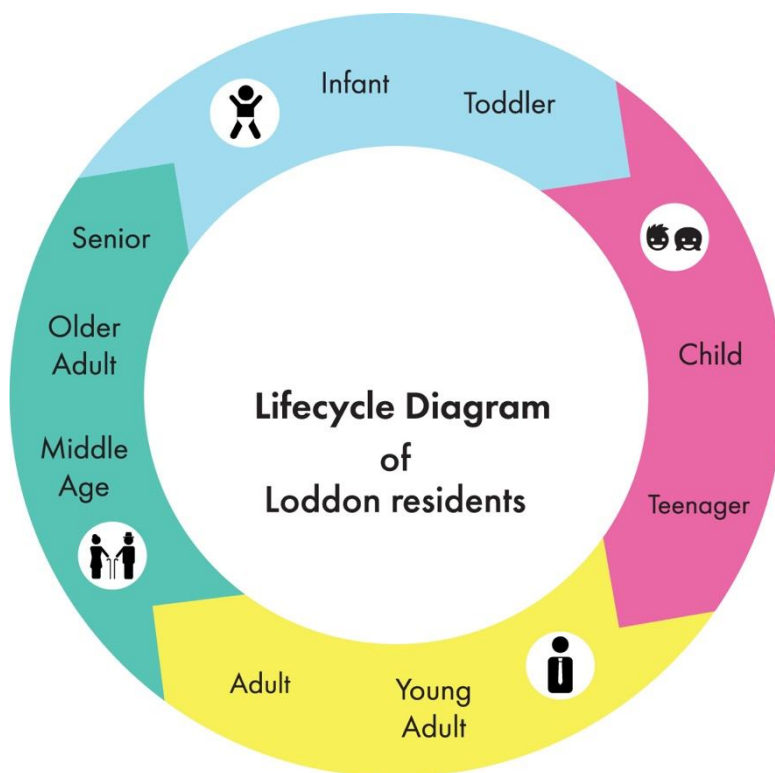 Infant
Toddler
Child
Teenager
Young
Adult
Adult
Middle
Age
Older
Adult
Senior
Lifecycle Diagram
of
Loddon residents